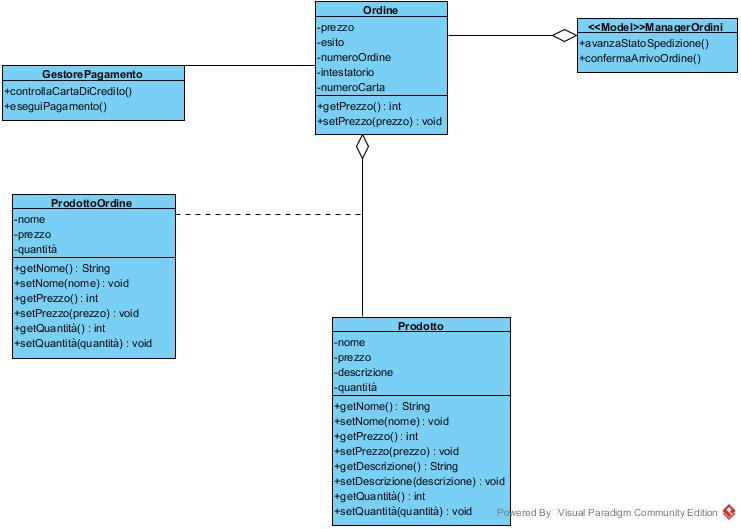 Ordine
-prezzo
-esito
-numeroOrdine
-intestatorio
-numeroCarta
+getPrezzo() : int
+setPrezzo(prezzo) : void
<<Model>>ManagerOrdini
+avanzaStatoSpedizione()
+confermaArrivoOrdine()
GestorePagamento
+controllaCartaDiCredito()
+eseguiPagamento()
ProdottoOrdine
-nome
-prezzo
-quantità
+getNome() : String
+setNome(nome) : void
+getPrezzo() : int
+setPrezzo(prezzo) : void
+getQuantità() : int
+setQuantità(quantità) : void
Prodotto
-nome
-prezzo
-descrizione
-quantità
+getNome() : String
+setNome(nome) : void
+getPrezzo() : int
+setPrezzo(prezzo) : void
+getDescrizione() : String
+setDescrizione(descrizione) : void
+getQuantità() : int
+setQuantità(quantità) : void
Powered By Visual Paradigm Community Edition